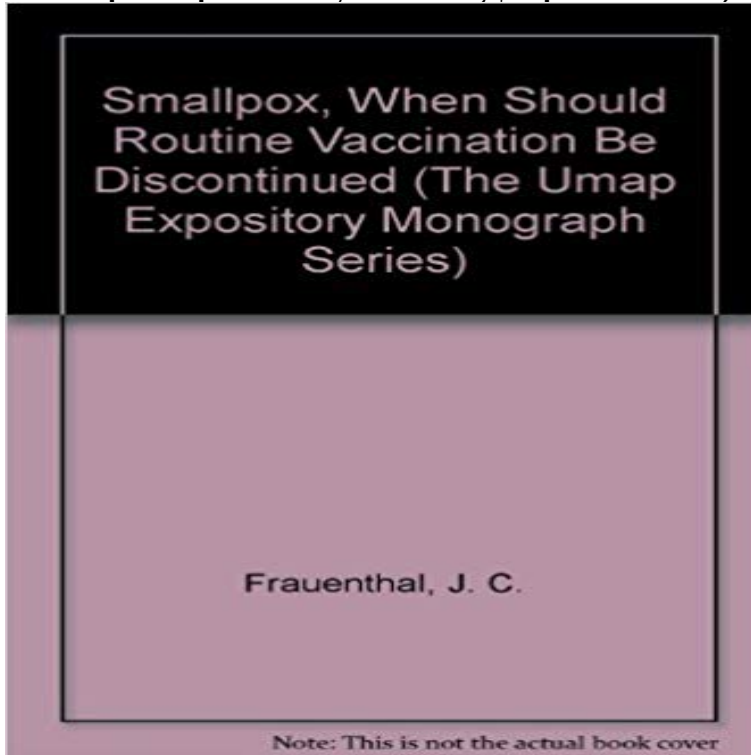 Smallpox, When Should
Routine Vaccination Be
Discontinued (The Umap
Expository Monograph
Series)
Frauenthal, J. C.
Note: This is not the actual book cover